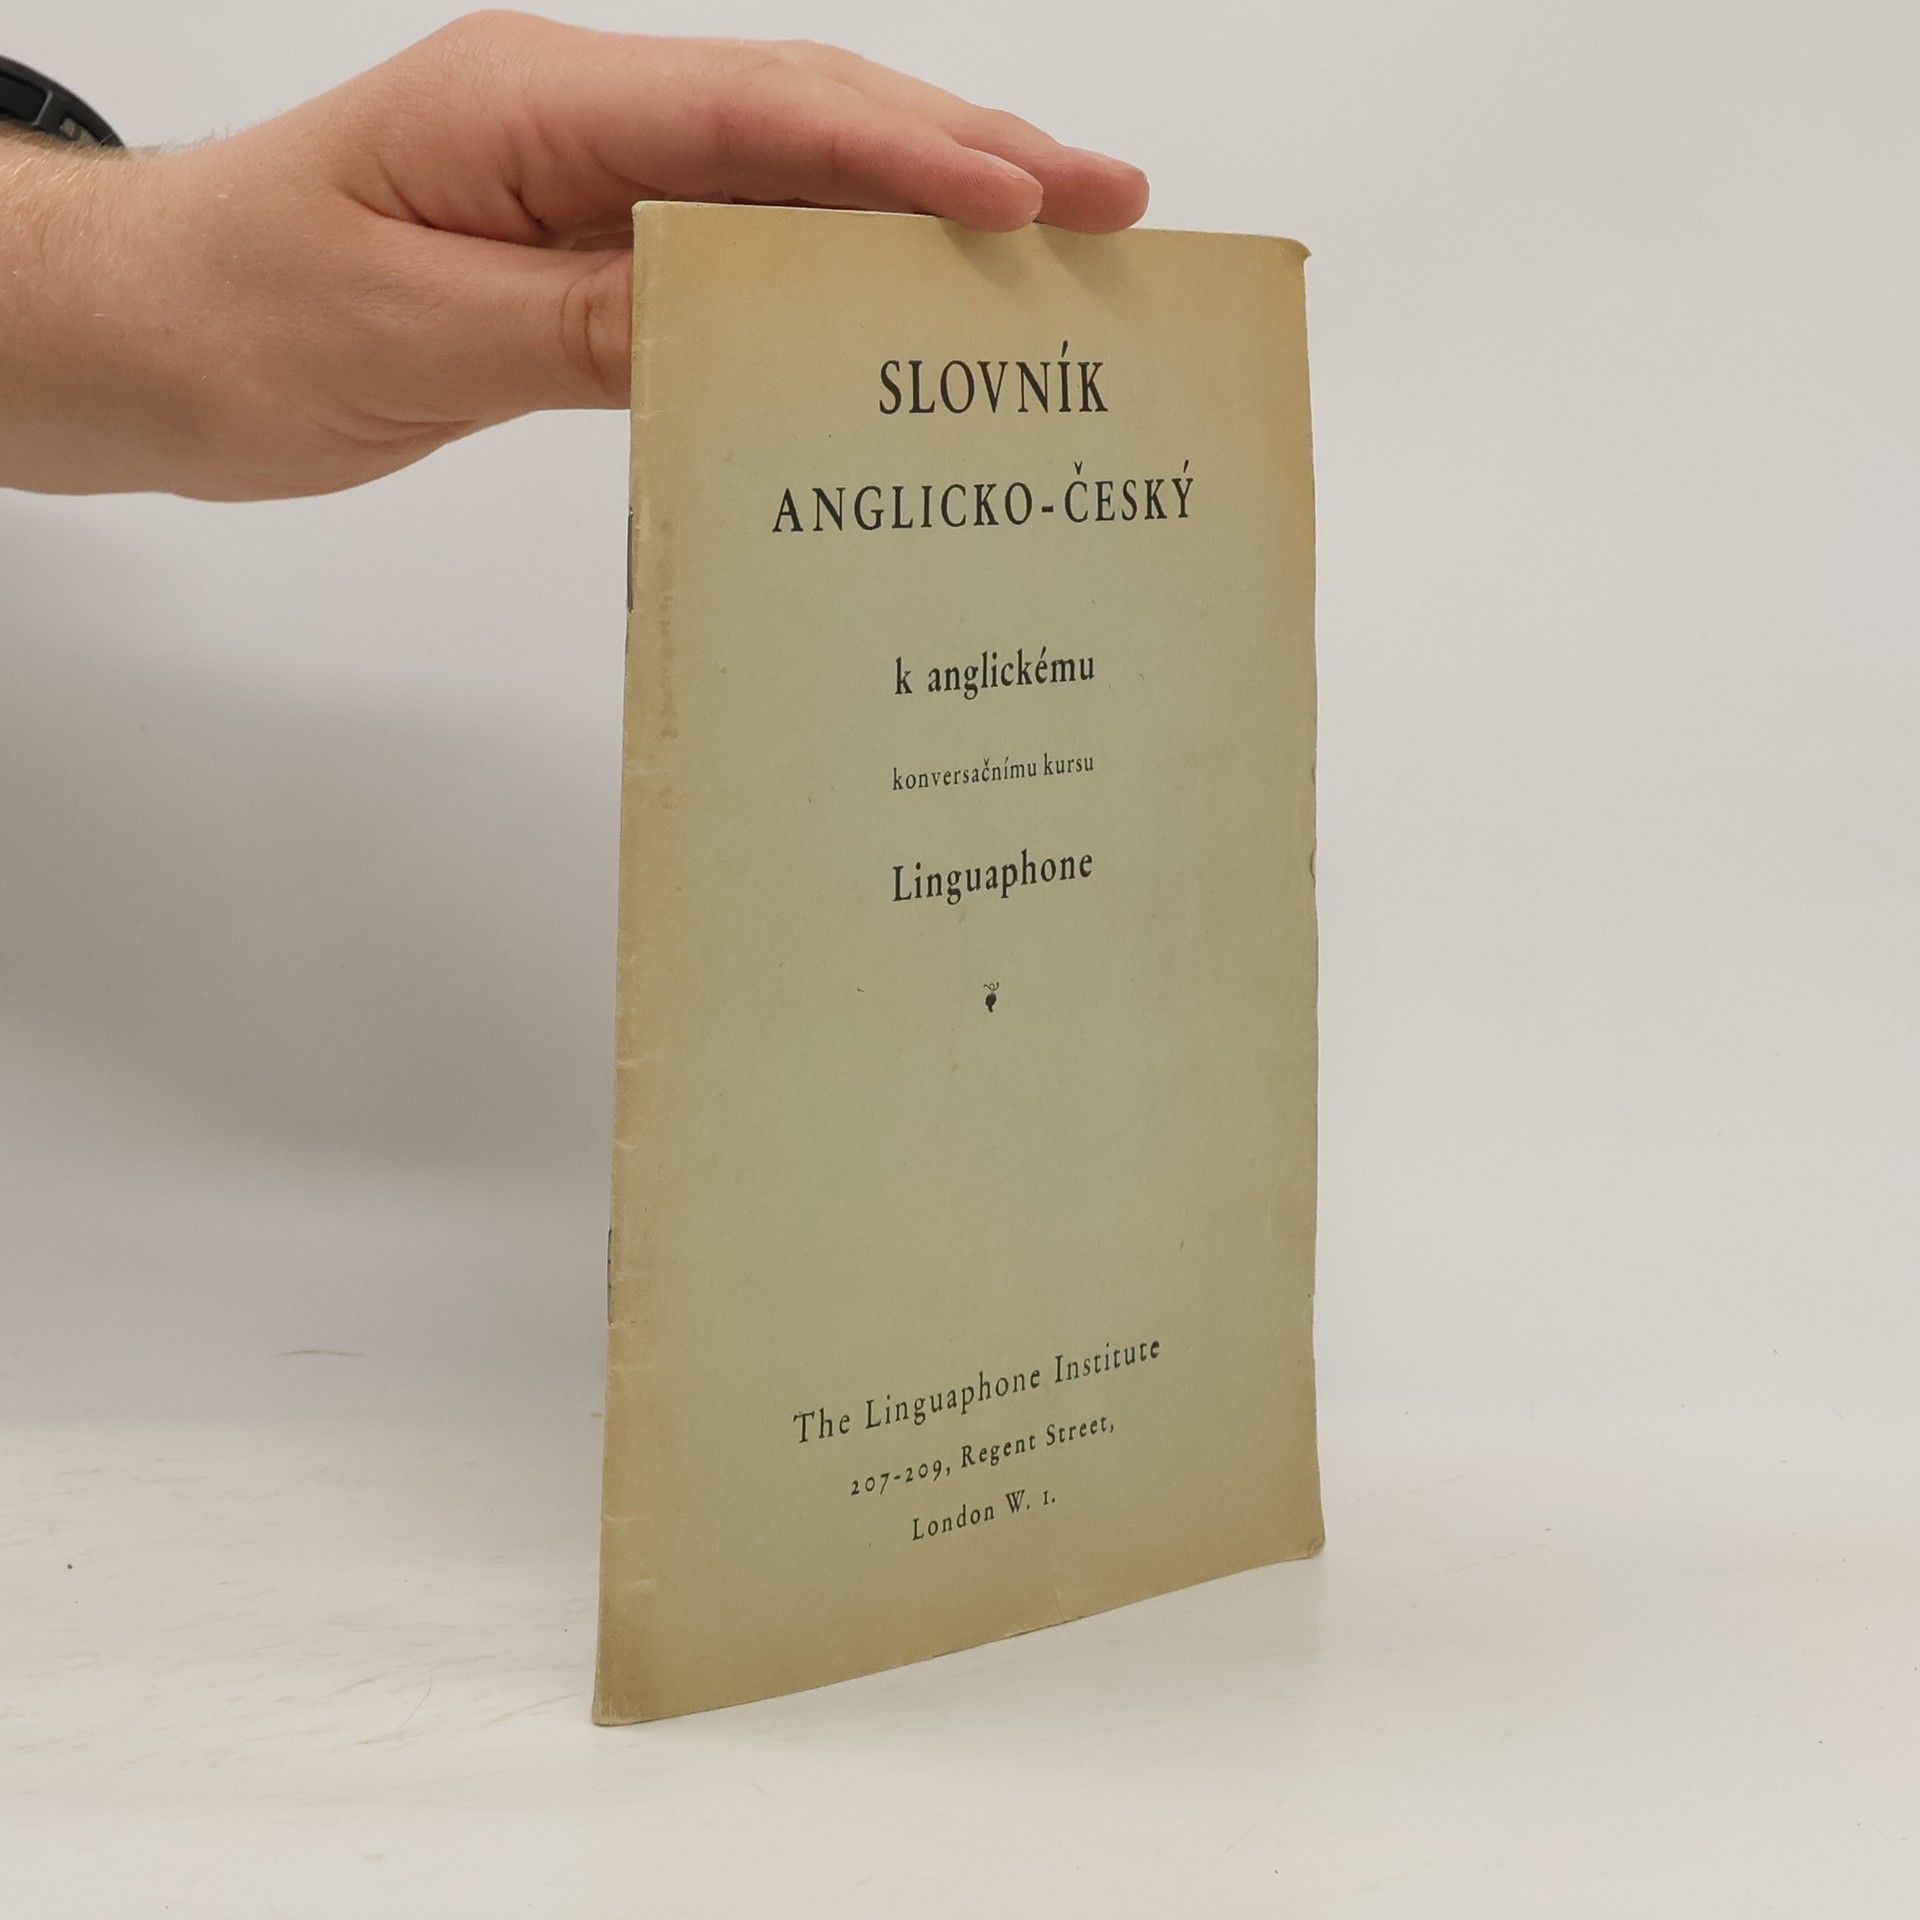 SLOVNÍK
ANGLICKO-ČESKÝ
k anglickému
konversačnímu kursu
Linguaphone
The Linguaphone Institute
207-209, Regent Street,
London W. 1.